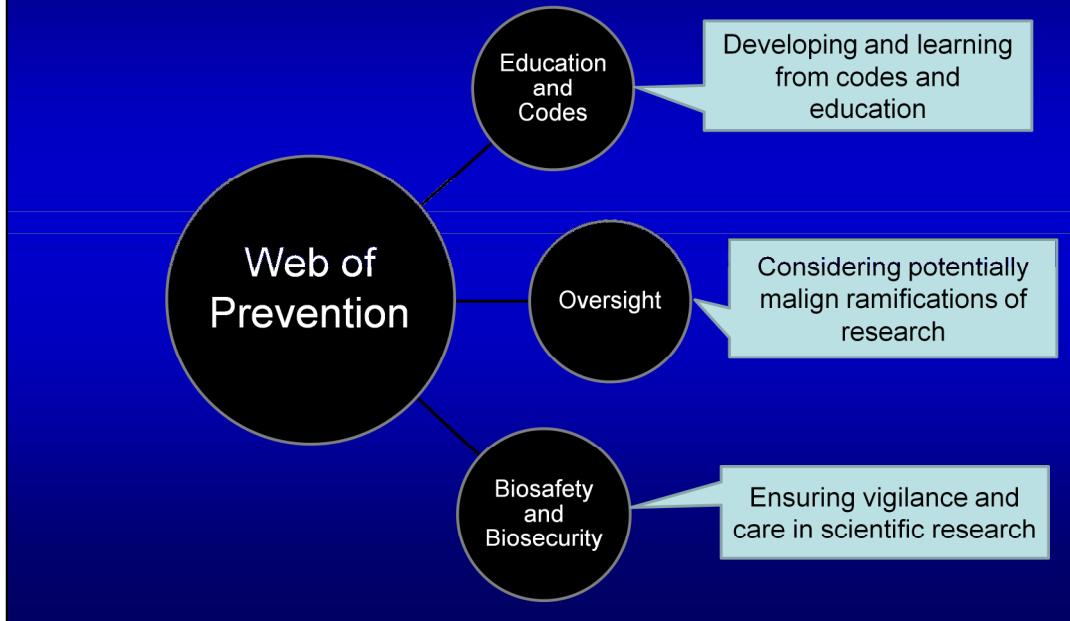 Education
and
Codes
Developing and learning
from codes and
education
Web of
Prevention
Oversight
Considering potentially
malign ramifications of
research
Biosafety
and
Biosecurity
Ensuring vigilance and
care in scientific research